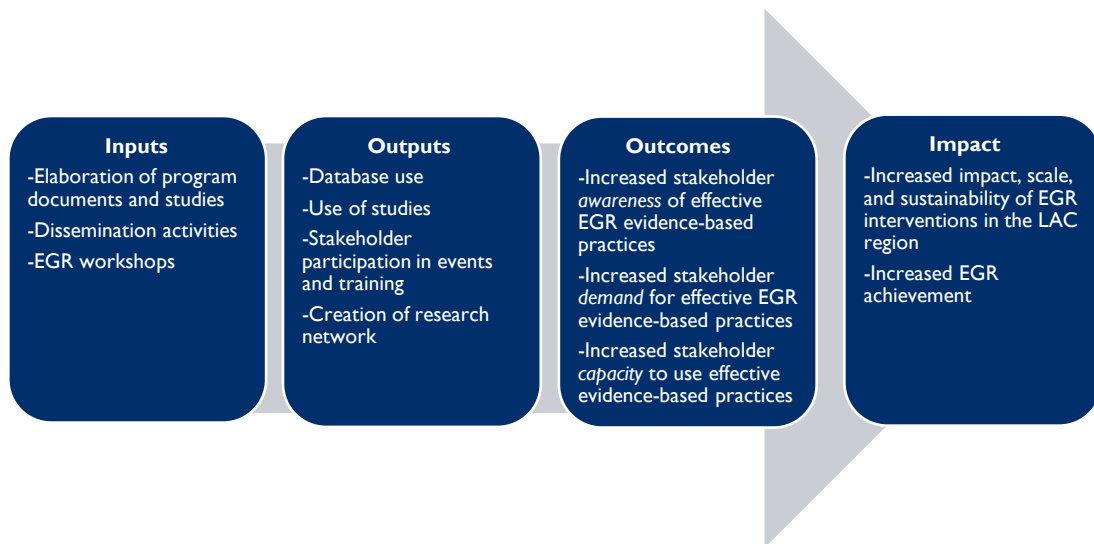 Inputs
-Elaboration of program
documents and studies
-Dissemination activities
-EGR workshops
Outputs
-Database use
-Use of studies
-Stakeholder
participation in events
and training
-Creation of research
network
Outcomes
-Increased stakeholder
awareness of effective
EGR evidence-based
practices
-Increased stakeholder
demand for effective EGR
evidence-based practices
-Increased stakeholder
capacity to use effective
evidence-based practices
Impact
-Increased impact, scale,
and sustainability of EGR
interventions in the LAC
region
-Increased EGR
achievement